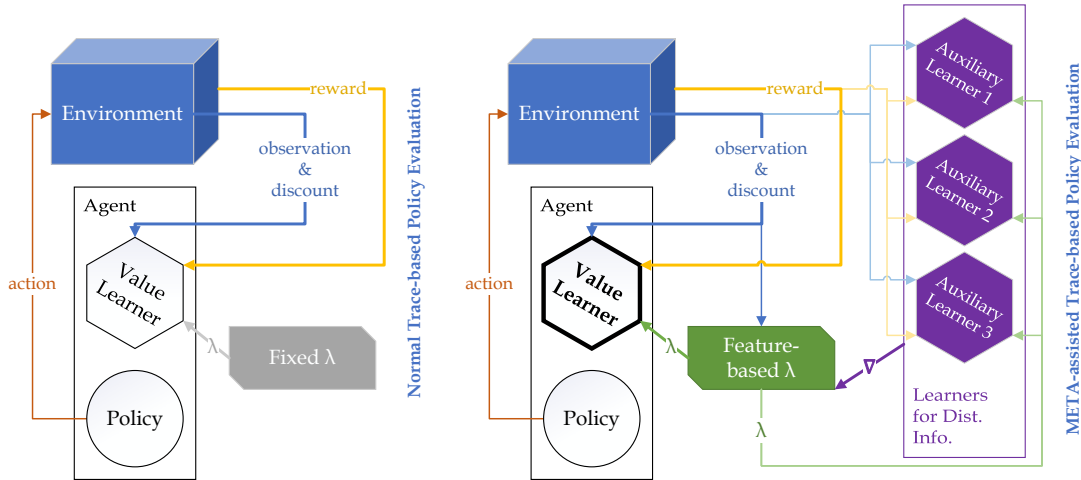 Environment
reward
observation
&
discount
Agent
Value
Learner
action
λ
Fixed λ
Policy
Normal Trace-based Policy Evaluation
Environment
reward
observation
&
discount
Agent
Value
Learner
action
λ
Feature-
based λ
Policy
λ
∇
Auxiliary
Learner 1
Auxiliary
Learner 2
Auxiliary
Learner 3
Learners
for Dist.
Info.
META-assisted Trace-based Policy Evaluation